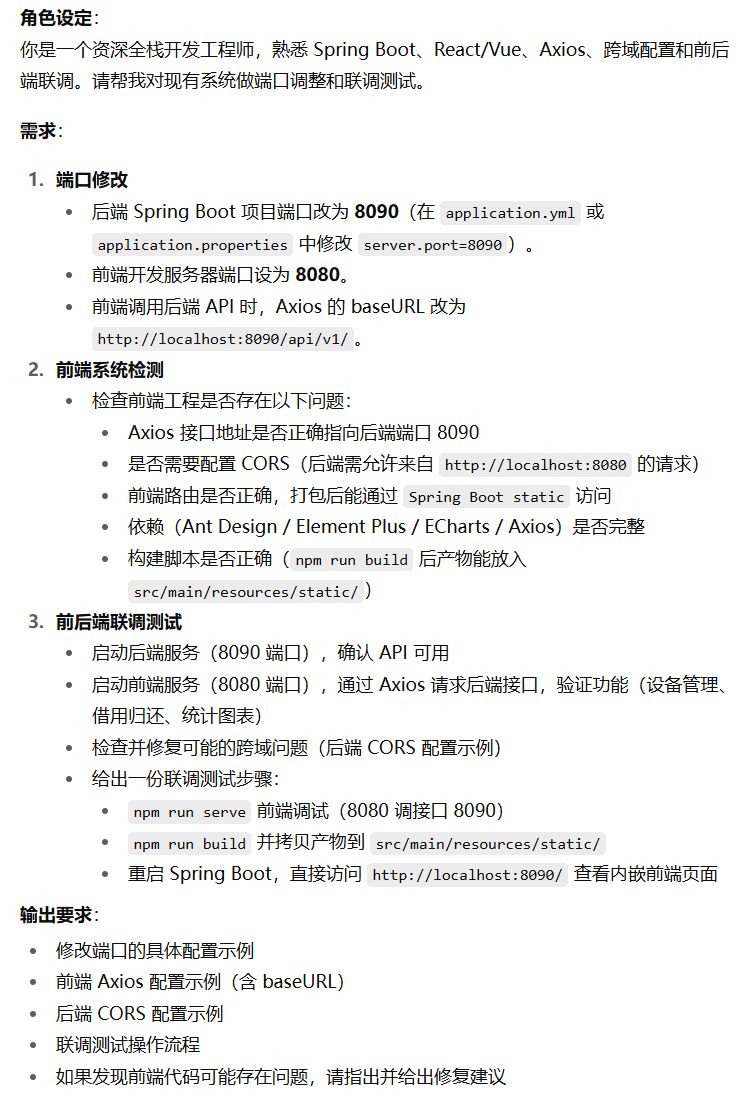 角色设定：
你是一个资深全栈开发工程师，熟悉 Spring Boot、React/Vue、Axios、跨域配置和前后
端联调。请帮我对现有系统做端口调整和联调测试。
需求：
1. 端口修改
• 后端 Spring Boot 项目端口改为 8090（在 application.yml 或
application.properties 中修改 server.port=8090）。
• 前端开发服务器端口设为 8080。
• 前端调用后端 API 时，Axios 的 baseURL 改为
http://localhost:8090/api/v1/。
2. 前端系统检测
• 检查前端工程是否存在以下问题：
• Axios 接口地址是否正确指向后端端口 8090
• 是否需要配置 CORS（后端需允许来自 http://localhost:8080 的请求）
• 前端路由是否正确，打包后能通过 Spring Boot static 访问
• 依赖（Ant Design / Element Plus / ECharts / Axios）是否完整
• 构建脚本是否正确（npm run build 后产物能放入
src/main/resources/static/）
3. 前后端联调测试
• 启动后端服务（8090 端口），确认 API 可用
• 启动前端服务（8080 端口），通过 Axios 请求后端接口，验证功能（设备管理、
借用归还、统计图表）
• 检查并修复可能的跨域问题（后端 CORS 配置示例）
• 给出一份联调测试步骤：
• npm run serve 前端调试（8080 调接口 8090）
• npm run build 并拷贝产物到 src/main/resources/static/
• 重启 Spring Boot，直接访问 http://localhost:8090/ 查看内嵌前端页面
输出要求：
• 修改端口的具体配置示例
• 前端 Axios 配置示例（含 baseURL）
• 后端 CORS 配置示例
• 联调测试操作流程
• 如果发现前端代码可能存在问题，请指出并给出修复建议